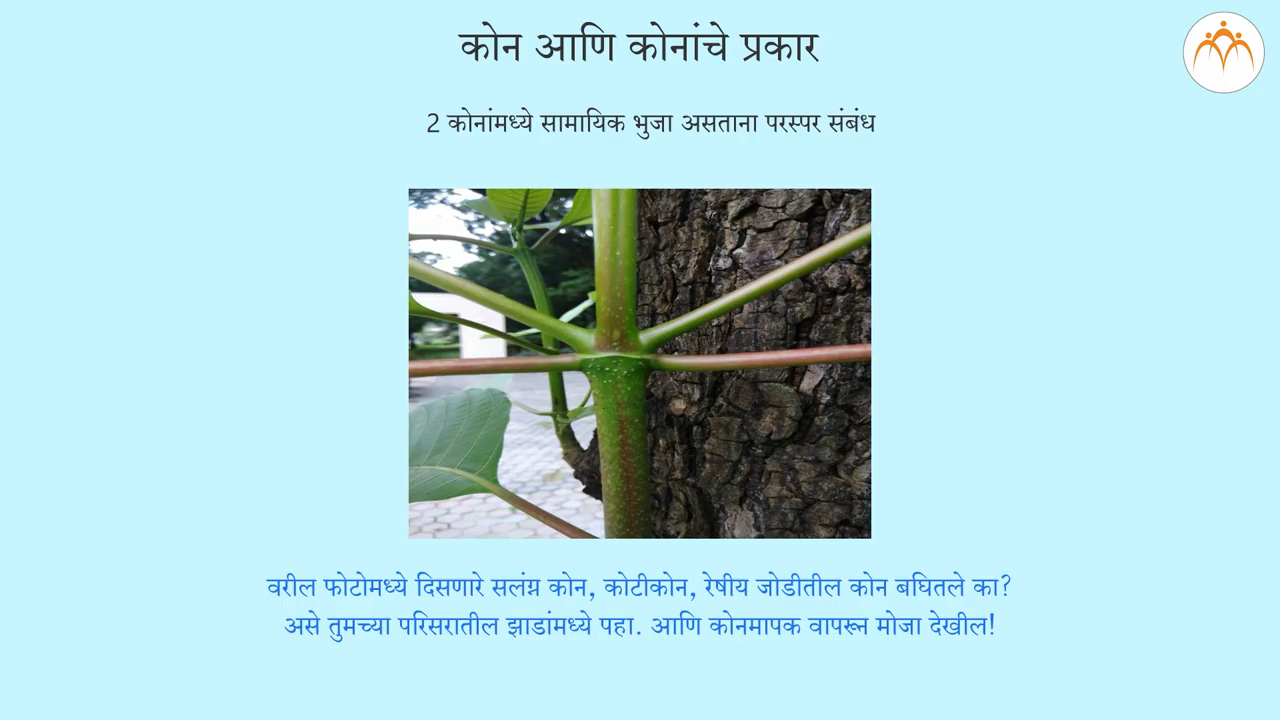 कोन आणि कोनांचे प्रकार
2 कोनांमध्ये सामायिक भुजा असताना परस्पर संबंध
वरील फोटोमध्ये दिसणारे सलंग्न कोन, कोटीकोन, रेषीय जोडीतील कोन बघितले का?
असे तुमच्या परिसरातील झाडांमध्ये पहा. आणि कोनमापक वापरून मोजा देखील!